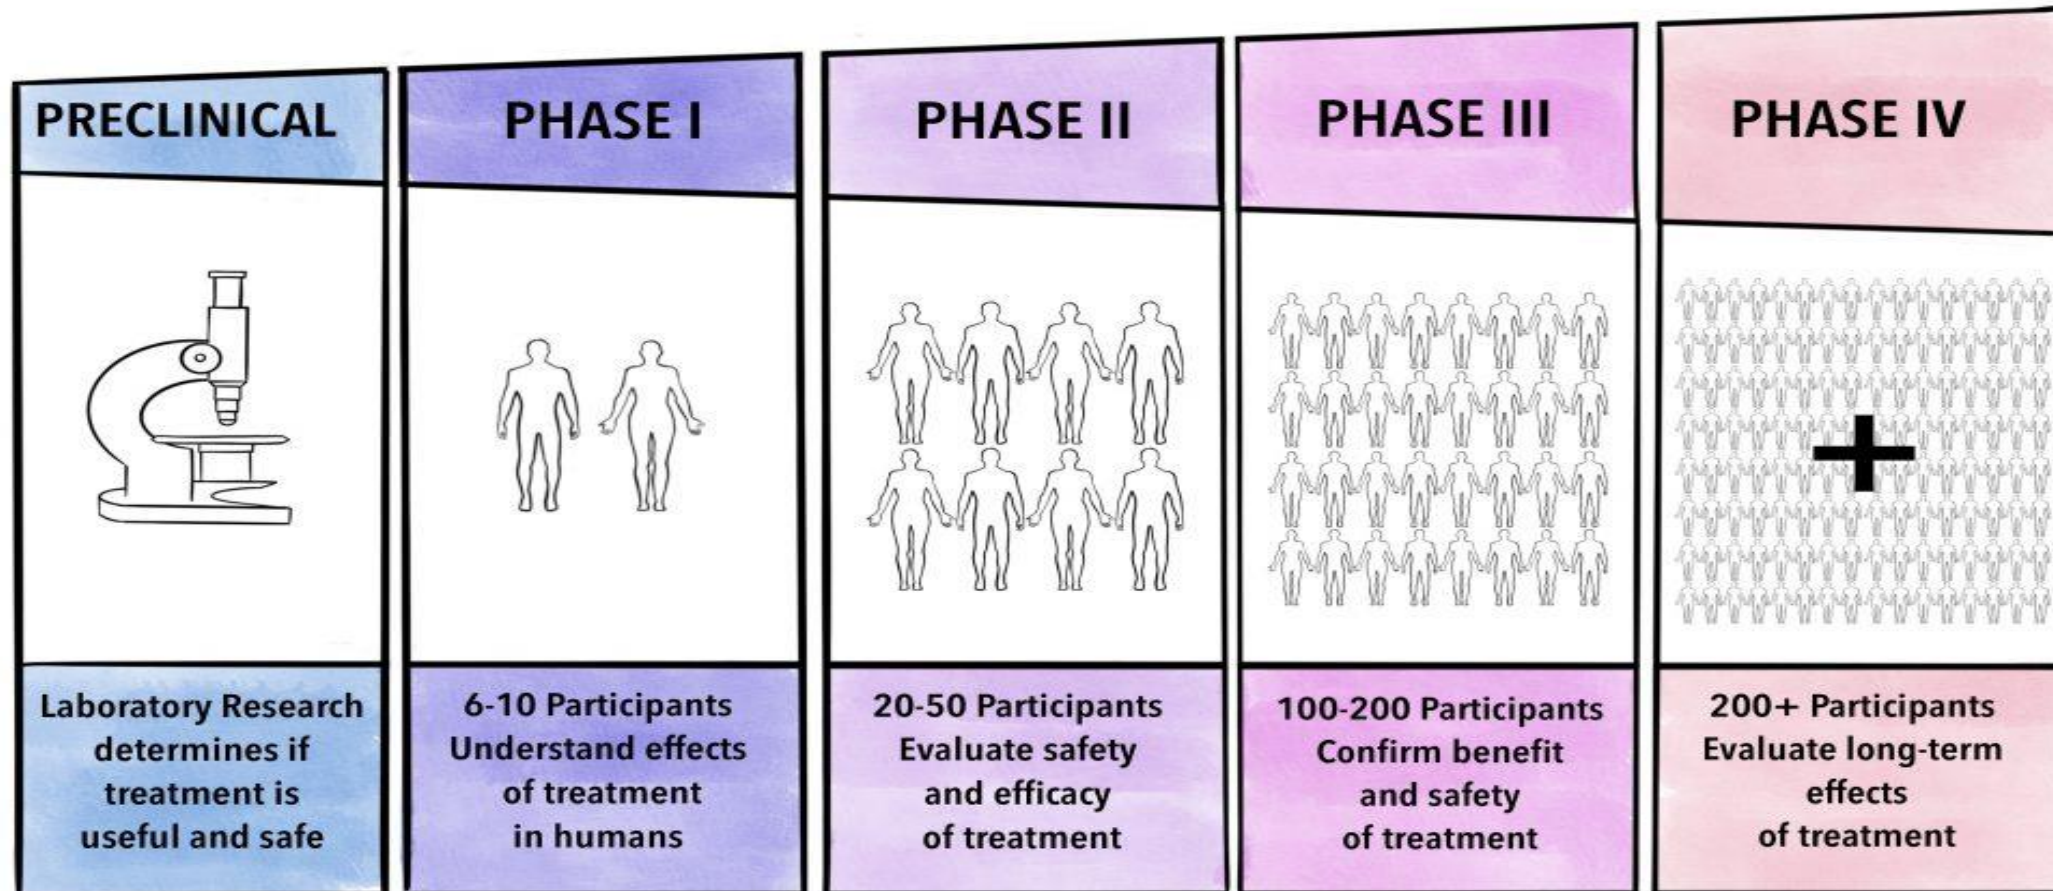 PRECLINICAL
Laboratory Research
determines if
treatment is
useful and safe
PHASE I
6-10 Participants
Understand effects
of treatment
in humans
PHASE II
20-50 Participants
Evaluate safety
and efficacy
of treatment
PHASE III
100-200 Participants
Confirm benefit
and safety
of treatment
PHASE IV
200+ Participants
Evaluate long-term
effects
of treatment